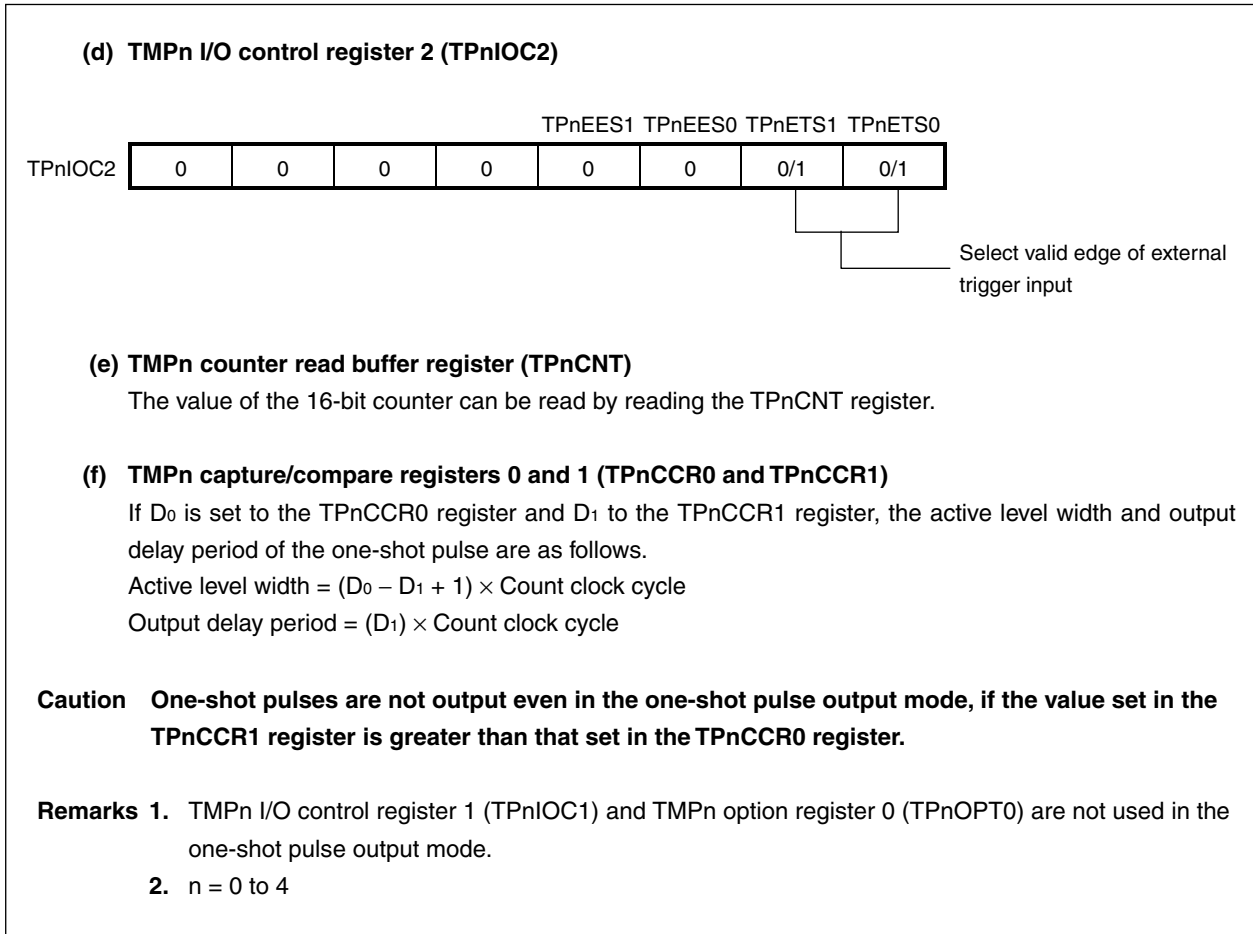 (d) TMPn I/O control register 2 (TPnIOC2)
TPnEES1 TPnEES0 TPnETS1 TPnETS0
TPnIOC2 0 0 0 0 0 0 0/1 0/1
Select valid edge of external
trigger input
(e) TMPn counter read buffer register (TPnCNT)
The value of the 16-bit counter can be read by reading the TPnCNT register.
(f) TMPn capture/compare registers 0 and 1 (TPnCCR0 and TPnCCR1)
If D₀ is set to the TPnCCR0 register and D₁ to the TPnCCR1 register, the active level width and output
delay period of the one-shot pulse are as follows.
Active level width = (D₀ − D₁ + 1) × Count clock cycle
Output delay period = (D₁) × Count clock cycle
Caution One-shot pulses are not output even in the one-shot pulse output mode, if the value set in the
TPnCCR1 register is greater than that set in the TPnCCR0 register.
Remarks 1. TMPn I/O control register 1 (TPnIOC1) and TMPn option register 0 (TPnOPT0) are not used in the
one-shot pulse output mode.
2. n = 0 to 4